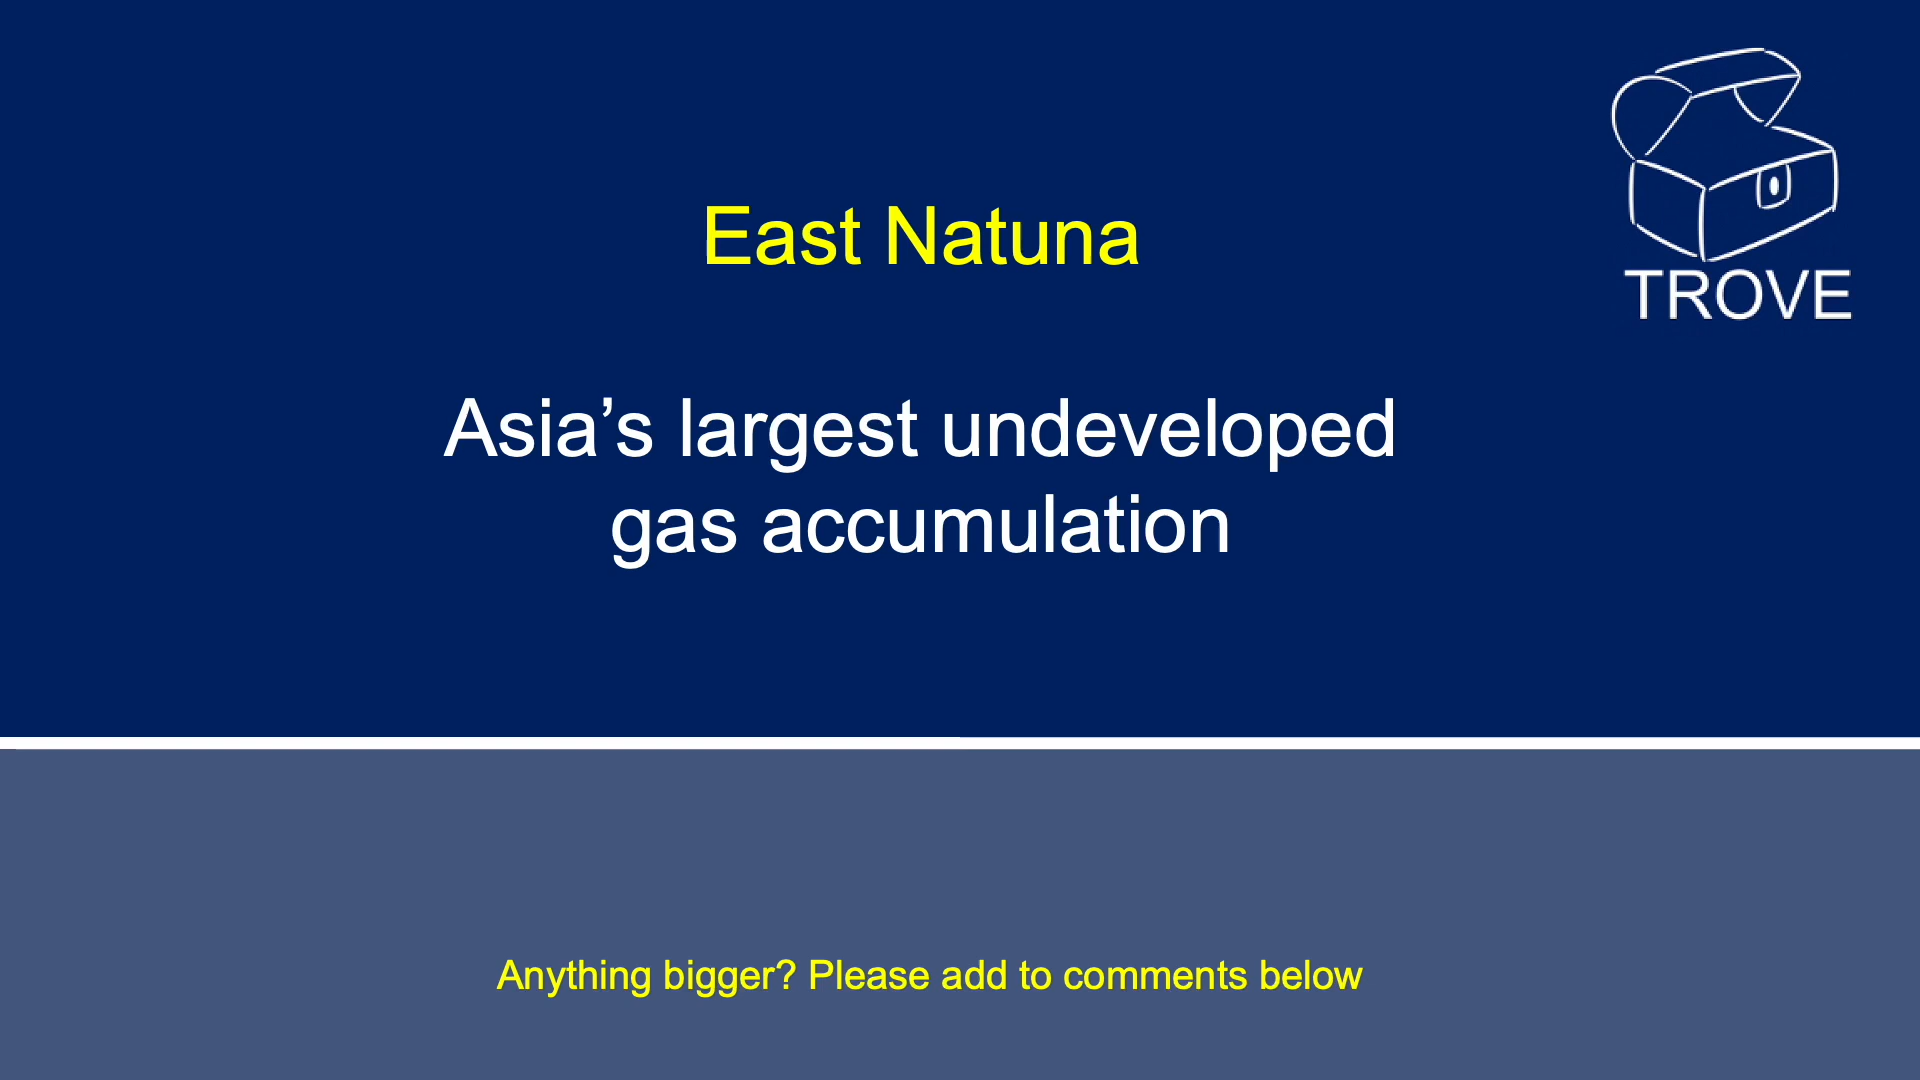 TROVE
East Natuna
Asia’s largest undeveloped
gas accumulation
Anything bigger? Please add to comments below